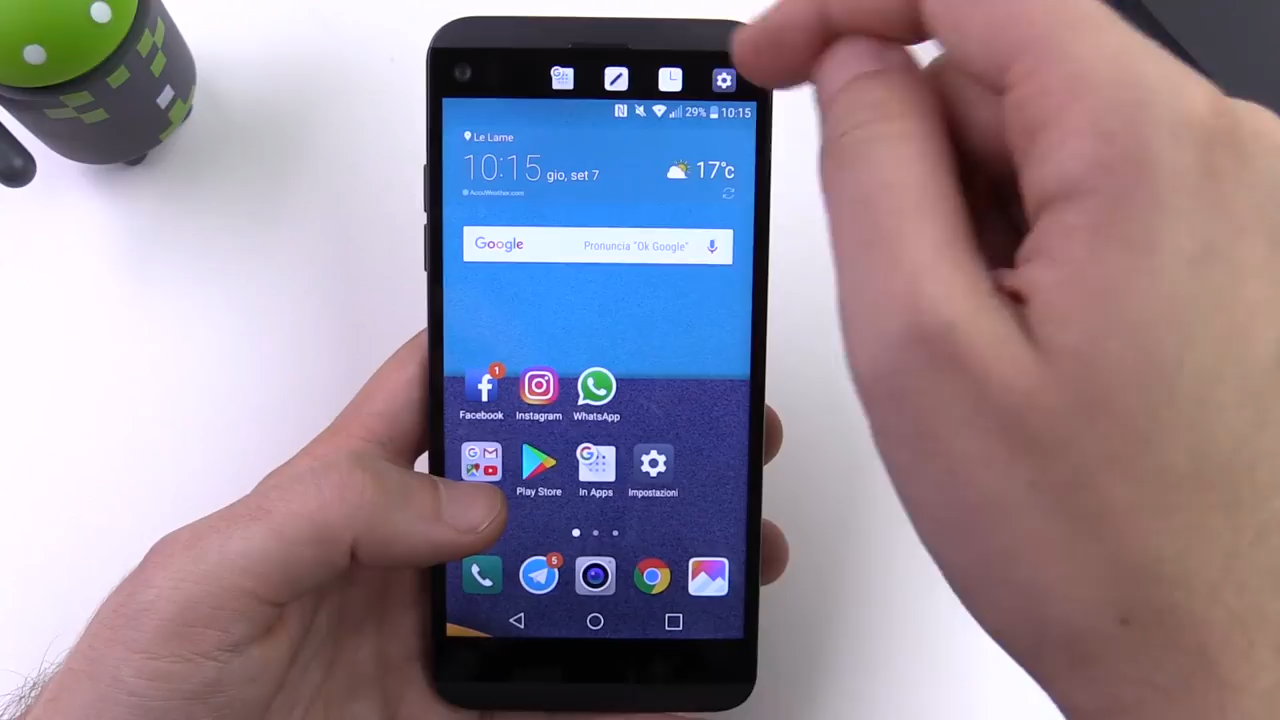 29% 10:15
Le Lame
10:15 gio, set 7 17°c
AccuWeather.com
Google Pronuncia "Ok Google"
1
Facebook Instagram WhatsApp
Play Store In Apps Impostazioni
5